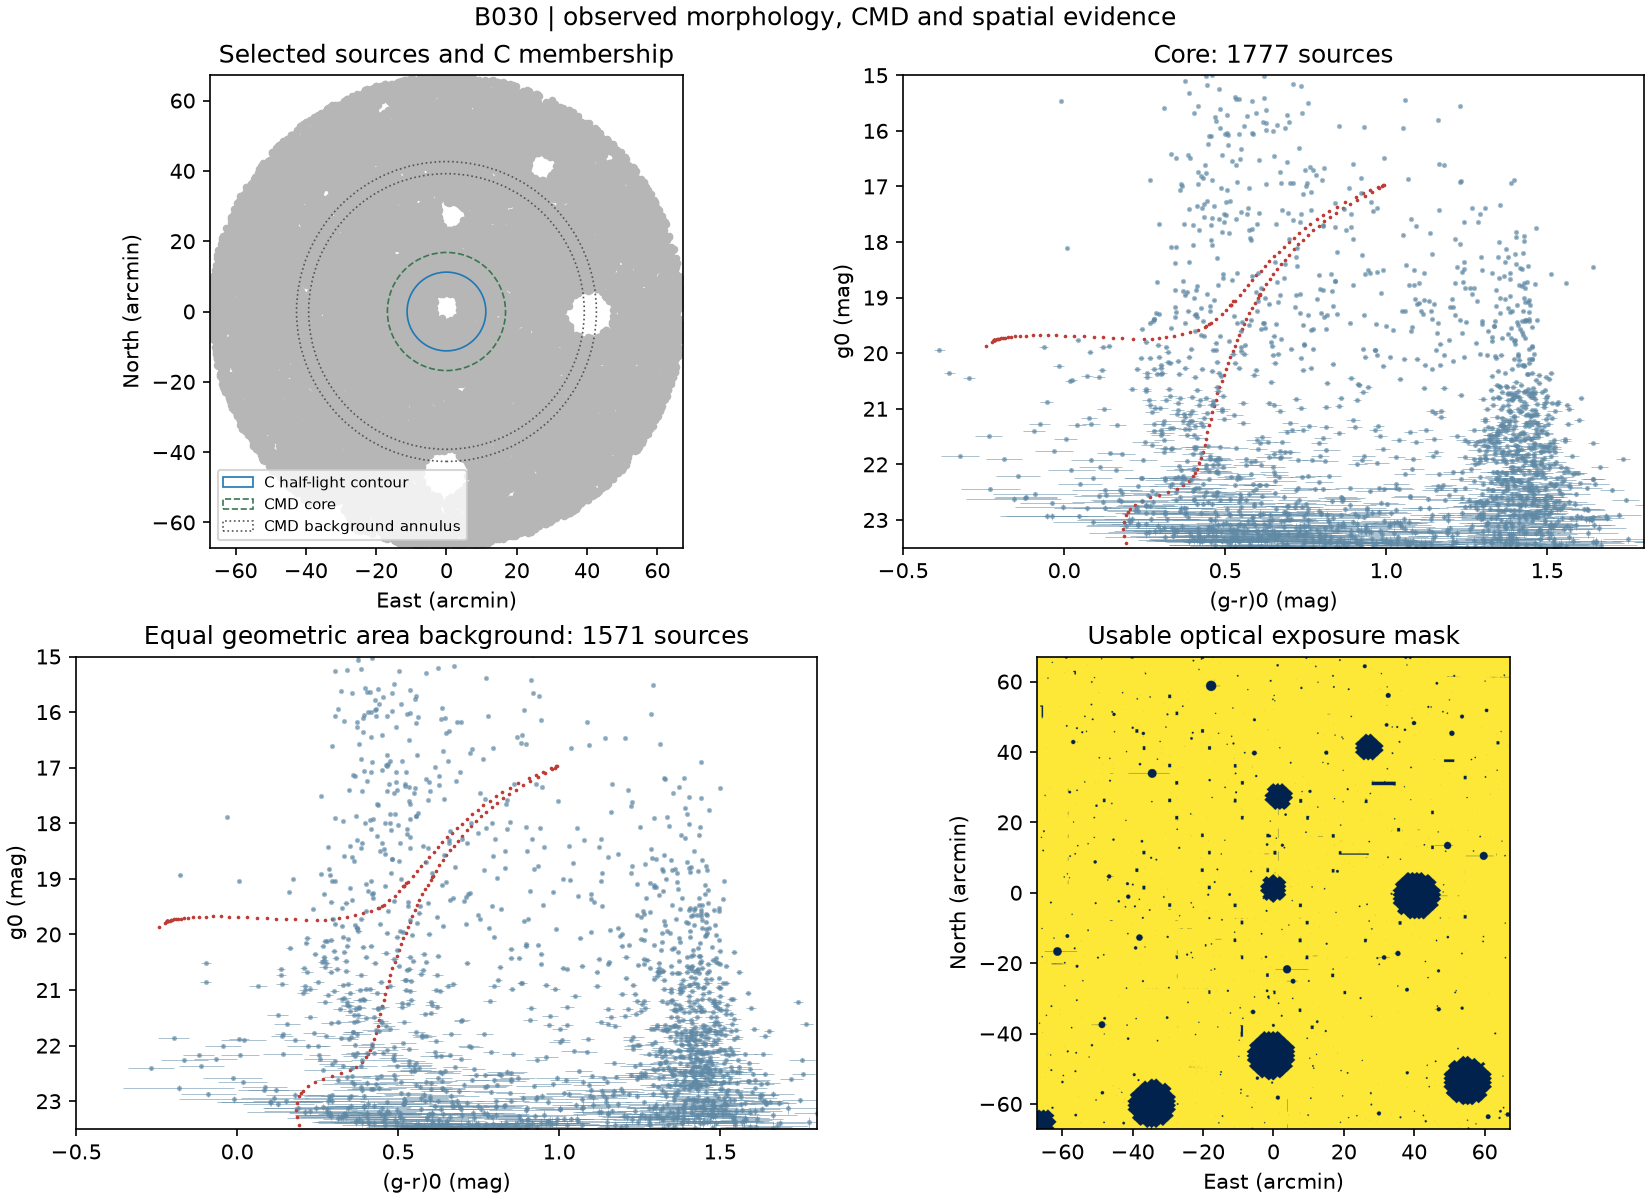 B030 | observed morphology, CMD and spatial evidence
Selected sources and C membership
60
40
20
0
−20
−40
−60
North (arcmin)
C half-light contour
CMD core
CMD background annulus
−60 −40 −20 0 20 40 60
East (arcmin)
Core: 1777 sources
15
16
17
18
19
20
21
22
23
g0 (mag)
−0.5 0.0 0.5 1.0 1.5
(g-r)0 (mag)
Equal geometric area background: 1571 sources
15
16
17
18
19
20
21
22
23
g0 (mag)
−0.5 0.0 0.5 1.0 1.5
(g-r)0 (mag)
Usable optical exposure mask
60
40
20
0
−20
−40
−60
North (arcmin)
−60 −40 −20 0 20 40 60
East (arcmin)